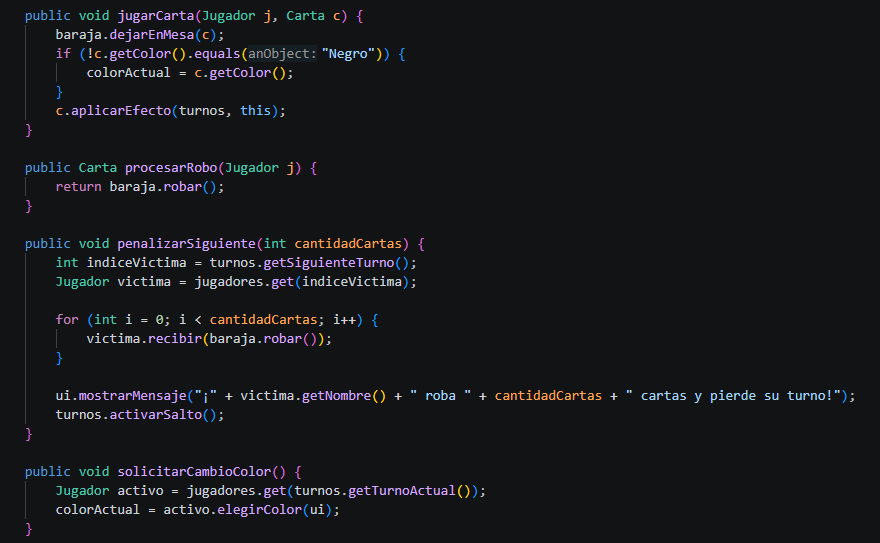 public void jugarCarta(Jugador j, Carta c) {
    baraja.dejarEnMesa(c);
    if (!c.getColor().equals(anObject: "Negro")) {
        colorActual = c.getColor();
    }
    c.aplicarEfecto(turnos, this);
}

public Carta procesarRobo(Jugador j) {
    return baraja.robar();
}

public void penalizarSiguiente(int cantidadCartas) {
    int indiceVictima = turnos.getSiguienteTurno();
    Jugador victima = jugadores.get(indiceVictima);

    for (int i = 0; i < cantidadCartas; i++) {
        victima.recibir(baraja.robar());
    }

    ui.mostrarMensaje("¡" + victima.getNombre() + " roba " + cantidadCartas + " cartas y pierde su turno!");
    turnos.activarSalto();
}

public void solicitarCambioColor() {
    Jugador activo = jugadores.get(turnos.getTurnoActual());
    colorActual = activo.elegirColor(ui);
}